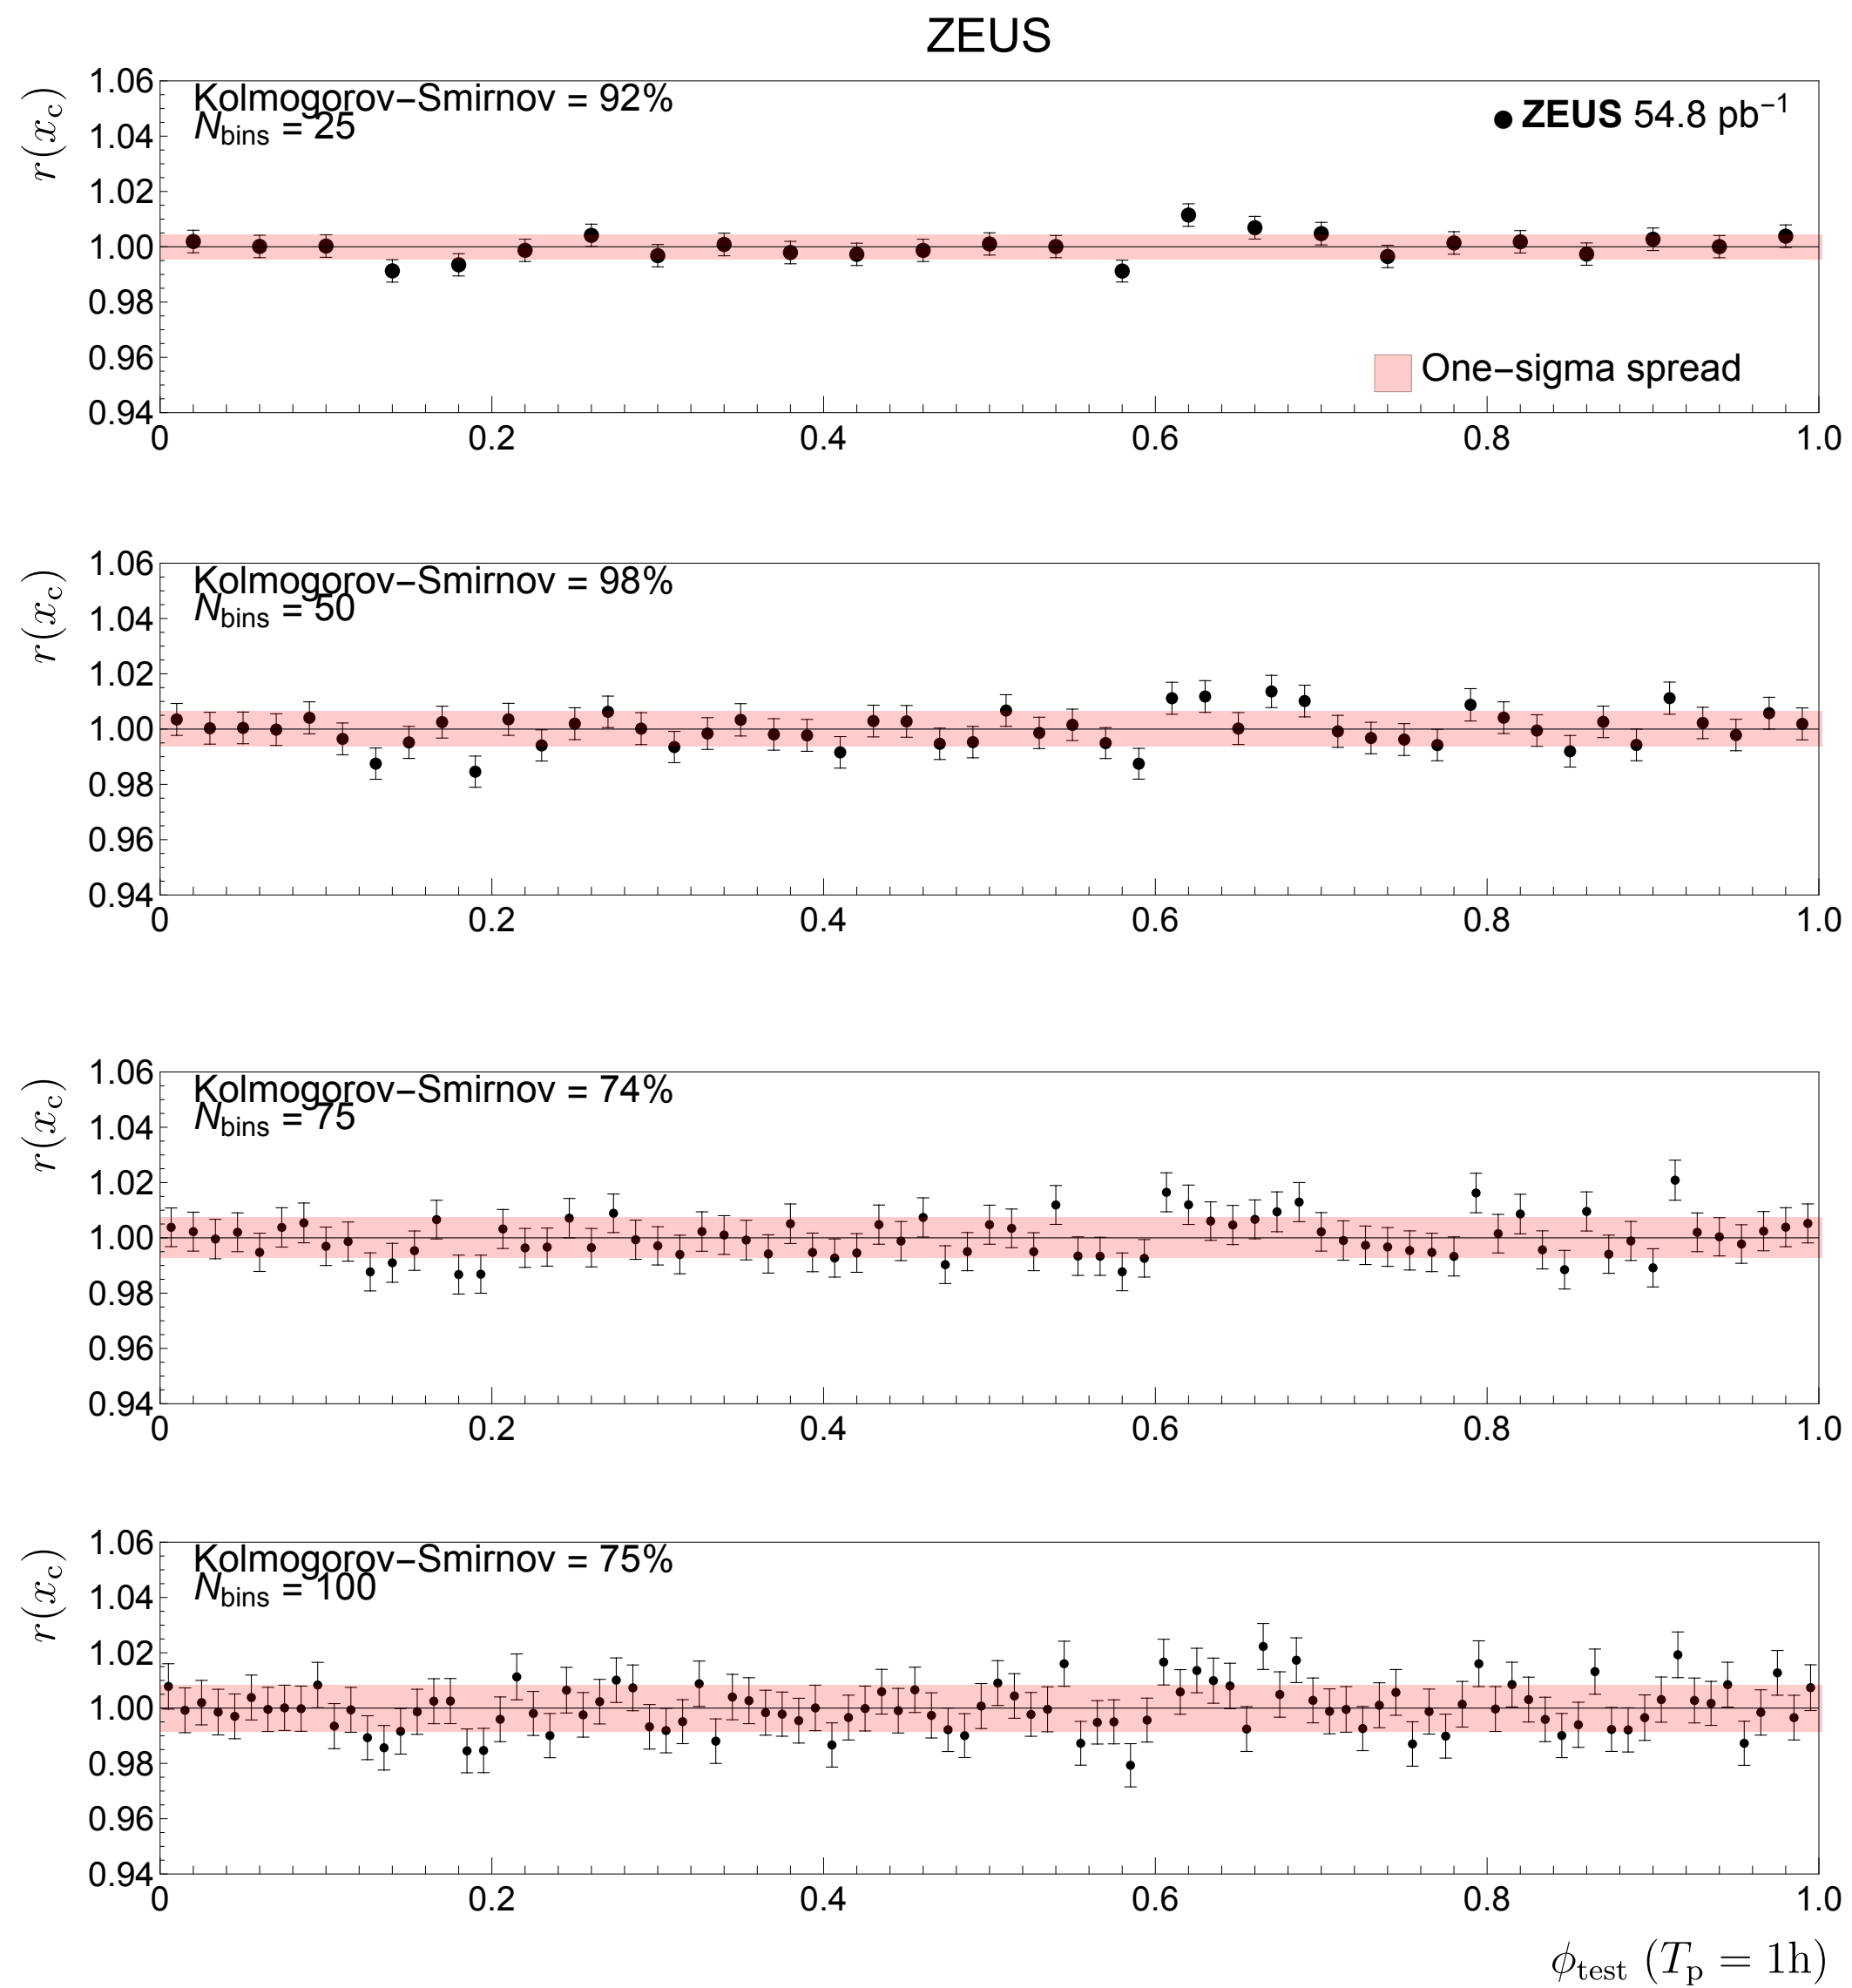 ZEUS
r(x_c)
1.06
Kolmogorov−Smirnov = 92%
N_bins = 25
● ZEUS 54.8 pb⁻¹
1.04
1.02
1.00
0.98
0.96
One−sigma spread
0.94
0 0.2 0.4 0.6 0.8 1.0
r(x_c)
1.06
Kolmogorov−Smirnov = 98%
N_bins = 50
1.04
1.02
1.00
0.98
0.96
0.94
0 0.2 0.4 0.6 0.8 1.0
r(x_c)
1.06
Kolmogorov−Smirnov = 74%
N_bins = 75
1.04
1.02
1.00
0.98
0.96
0.94
0 0.2 0.4 0.6 0.8 1.0
r(x_c)
1.06
Kolmogorov−Smirnov = 75%
N_bins = 100
1.04
1.02
1.00
0.98
0.96
0.94
0 0.2 0.4 0.6 0.8 1.0
ϕ_test (T_p = 1h)